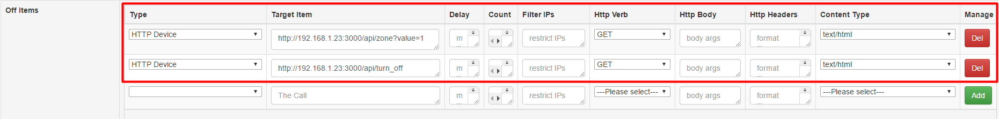 Off Items
Type Target Item Delay Count Filter IPs Http Verb Http Body Http Headers Content Type Manage
HTTP Device http://192.168.1.23:3000/api/zone?value=1 m restrict IPs GET body args format text/html Del
HTTP Device http://192.168.1.23:3000/api/turn_off m restrict IPs GET body args format text/html Del
The Call m restrict IPs ---Please select--- body args format ---Please select--- Add